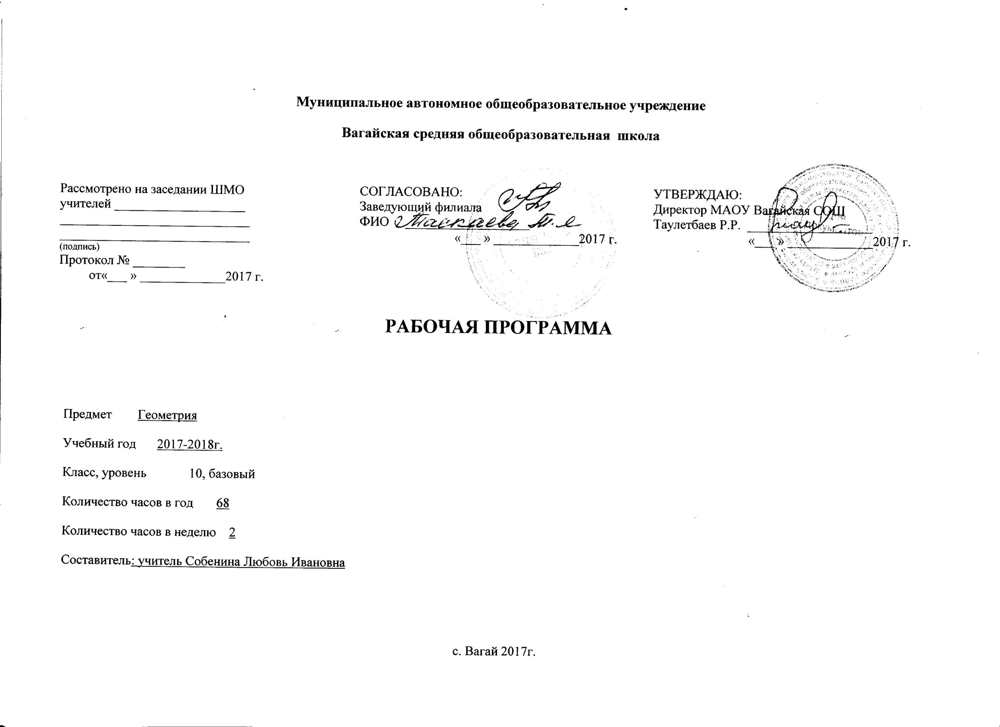 Муниципальное автономное общеобразовательное учреждение
Вагайская средняя общеобразовательная школа
Рассмотрено на заседании ШМО
учителей ____________________
_____________________________
_____________________________
(подпись)
Протокол № ________
от«___ » _____________2017 г.
СОГЛАСОВАНО:
Заведующий филиала
ФИО Т.
«___ » _____________2017 г.
УТВЕРЖДАЮ:
Директор МАОУ Вагайская СОШ
Таулетбаев Р.Р. ___________________
«___ » _____________2017 г.
РАБОЧАЯ ПРОГРАММА
Предмет Геометрия
Учебный год 2017-2018г.
Класс, уровень 10, базовый
Количество часов в год 68
Количество часов в неделю 2
Составитель: учитель Собенина Любовь Ивановна
с. Вагай 2017г.